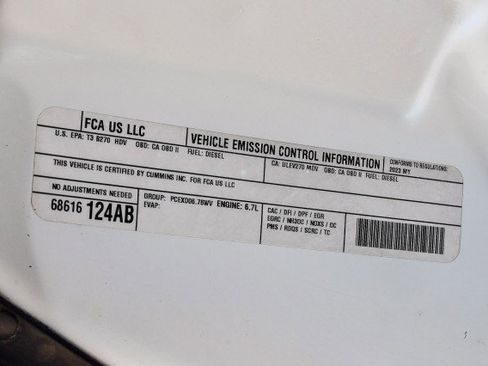 FCA US LLC
VEHICLE EMISSION CONTROL INFORMATION
CONFORMS TO REGULATIONS:
2023 MY
U.S. EPA: T3 B270 HDV OBD: CA OBD II FUEL: DIESEL
CA: ULEV270 MDV OBD: CA OBD II FUEL: DIESEL
THIS VEHICLE IS CERTIFIED BY CUMMINS INC. FOR FCA US LLC
NO ADJUSTMENTS NEEDED
68616 124AB
GROUP: PCEXD06.78WV ENGINE: 6.7L
EVAP:
CAC / DFI / DPF / EGR
EGRC / NH3OC / NOXS / OC
PMS / RDQS / SCRC / TC